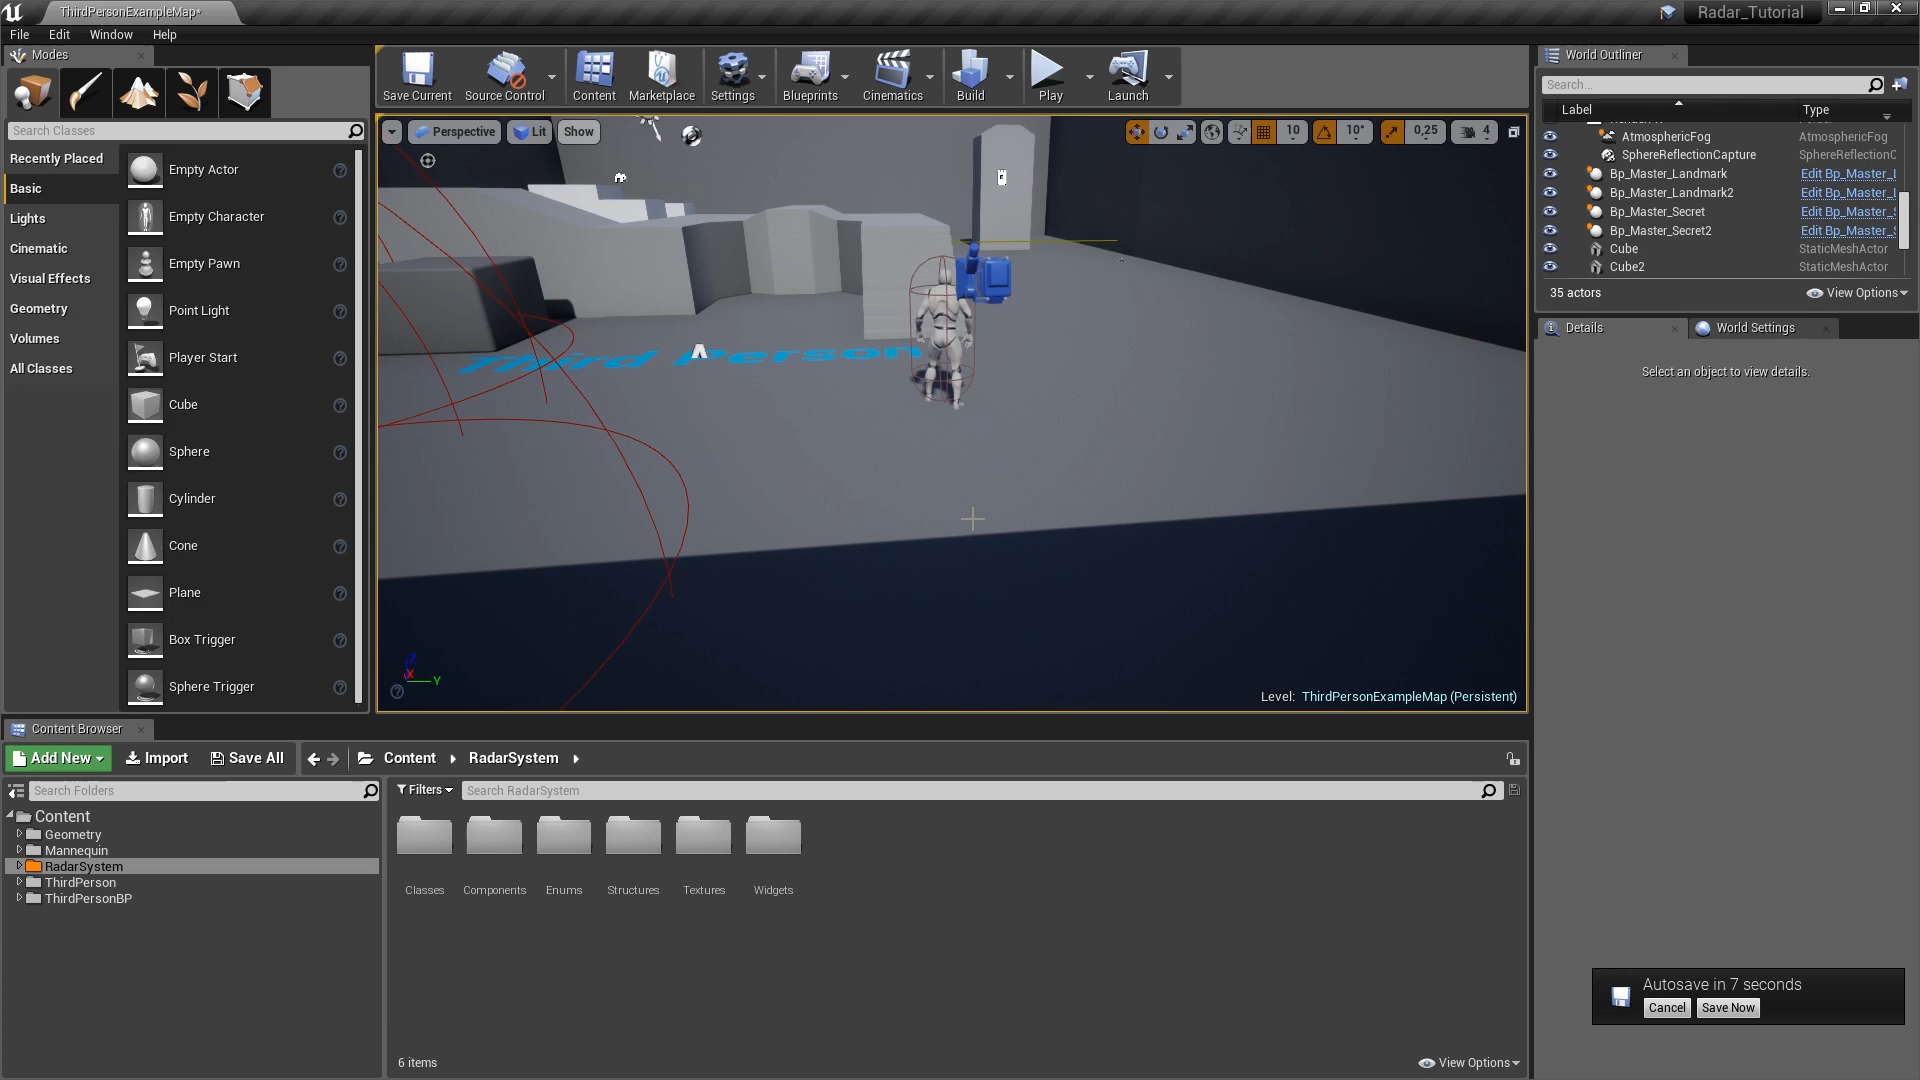 ThirdPersonExampleMap*
Radar_Tutorial
File Edit Window Help
Modes
Save Current
Source Control
Content
Marketplace
Settings
Blueprints
Cinematics
Build
Play
Launch
World Outliner
Search...
Label Type
Search Classes
Recently Placed
Basic
Lights
Cinematic
Visual Effects
Geometry
Volumes
All Classes
Empty Actor
Empty Character
Empty Pawn
Point Light
Player Start
Cube
Sphere
Cylinder
Cone
Plane
Box Trigger
Sphere Trigger
Perspective
Lit
Show
10
10°
0,25
4
Third Person
Z
X
Y
Level: ThirdPersonExampleMap (Persistent)
AtmosphericFog AtmosphericFog
SphereReflectionCapture SphereReflectionC
Bp_Master_Landmark Edit Bp_Master_L
Bp_Master_Landmark2 Edit Bp_Master_L
Bp_Master_Secret Edit Bp_Master_S
Bp_Master_Secret2 Edit Bp_Master_S
Cube StaticMeshActor
Cube2 StaticMeshActor
35 actors
View Options
Details
World Settings
Select an object to view details.
Content Browser
Add New
Import
Save All
Content
RadarSystem
Search Folders
Filters
Search RadarSystem
Content
Geometry
Mannequin
RadarSystem
ThirdPerson
ThirdPersonBP
Classes
Components
Enums
Structures
Textures
Widgets
6 items
View Options
Autosave in 7 seconds
Cancel
Save Now